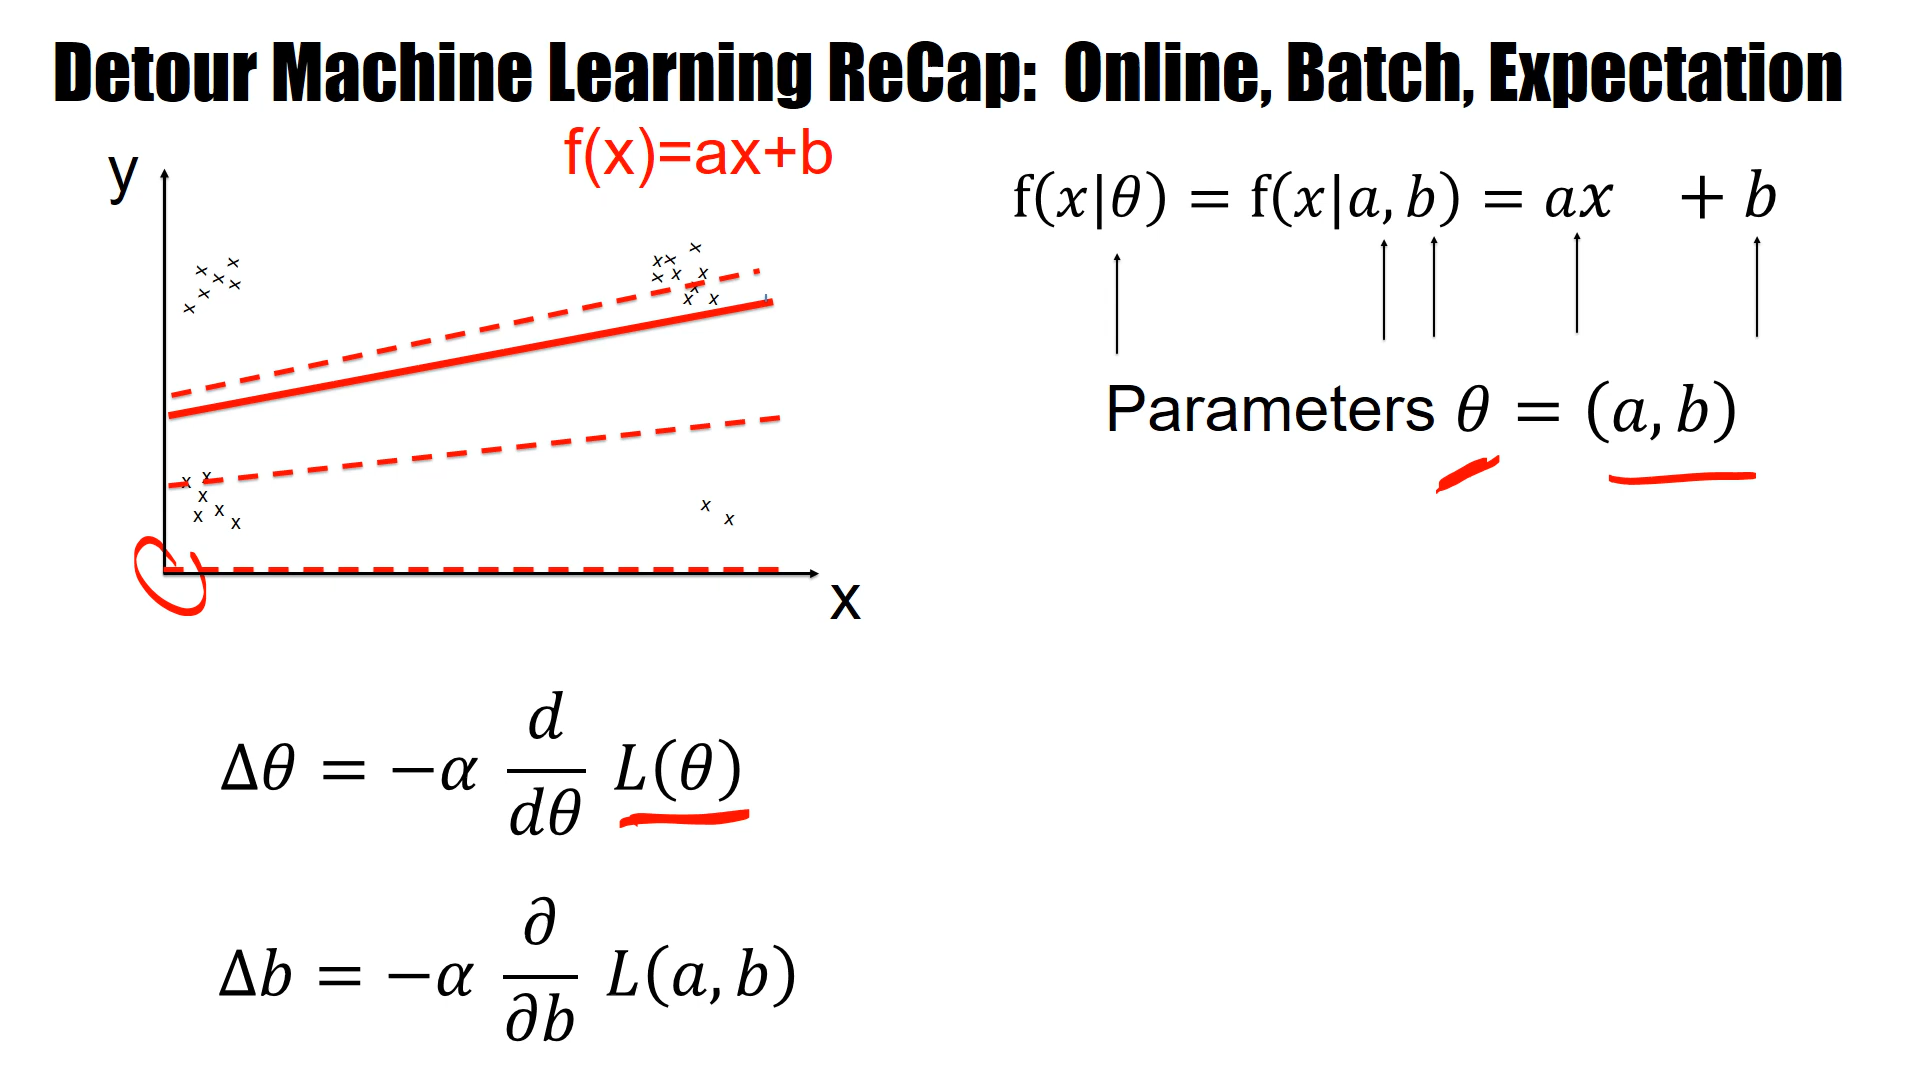 Detour Machine Learning ReCap: Online, Batch, Expectation
f(x)=ax+b
y
f(x|θ) = f(x|a, b) = ax + b
Parameters θ = (a, b)
x
Δθ = −α d/dθ L(θ)
Δb = −α ∂/∂b L(a, b)